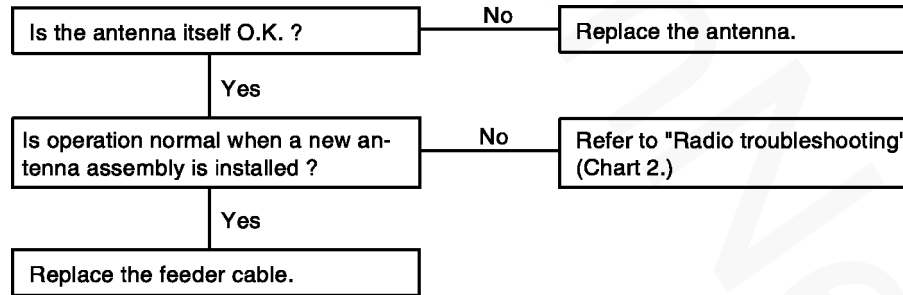 Is the antenna itself O.K. ?
No
Replace the antenna.
Yes
Is operation normal when a new an-
tenna assembly is installed ?
No
Refer to "Radio troubleshooting"
(Chart 2.)
Yes
Replace the feeder cable.